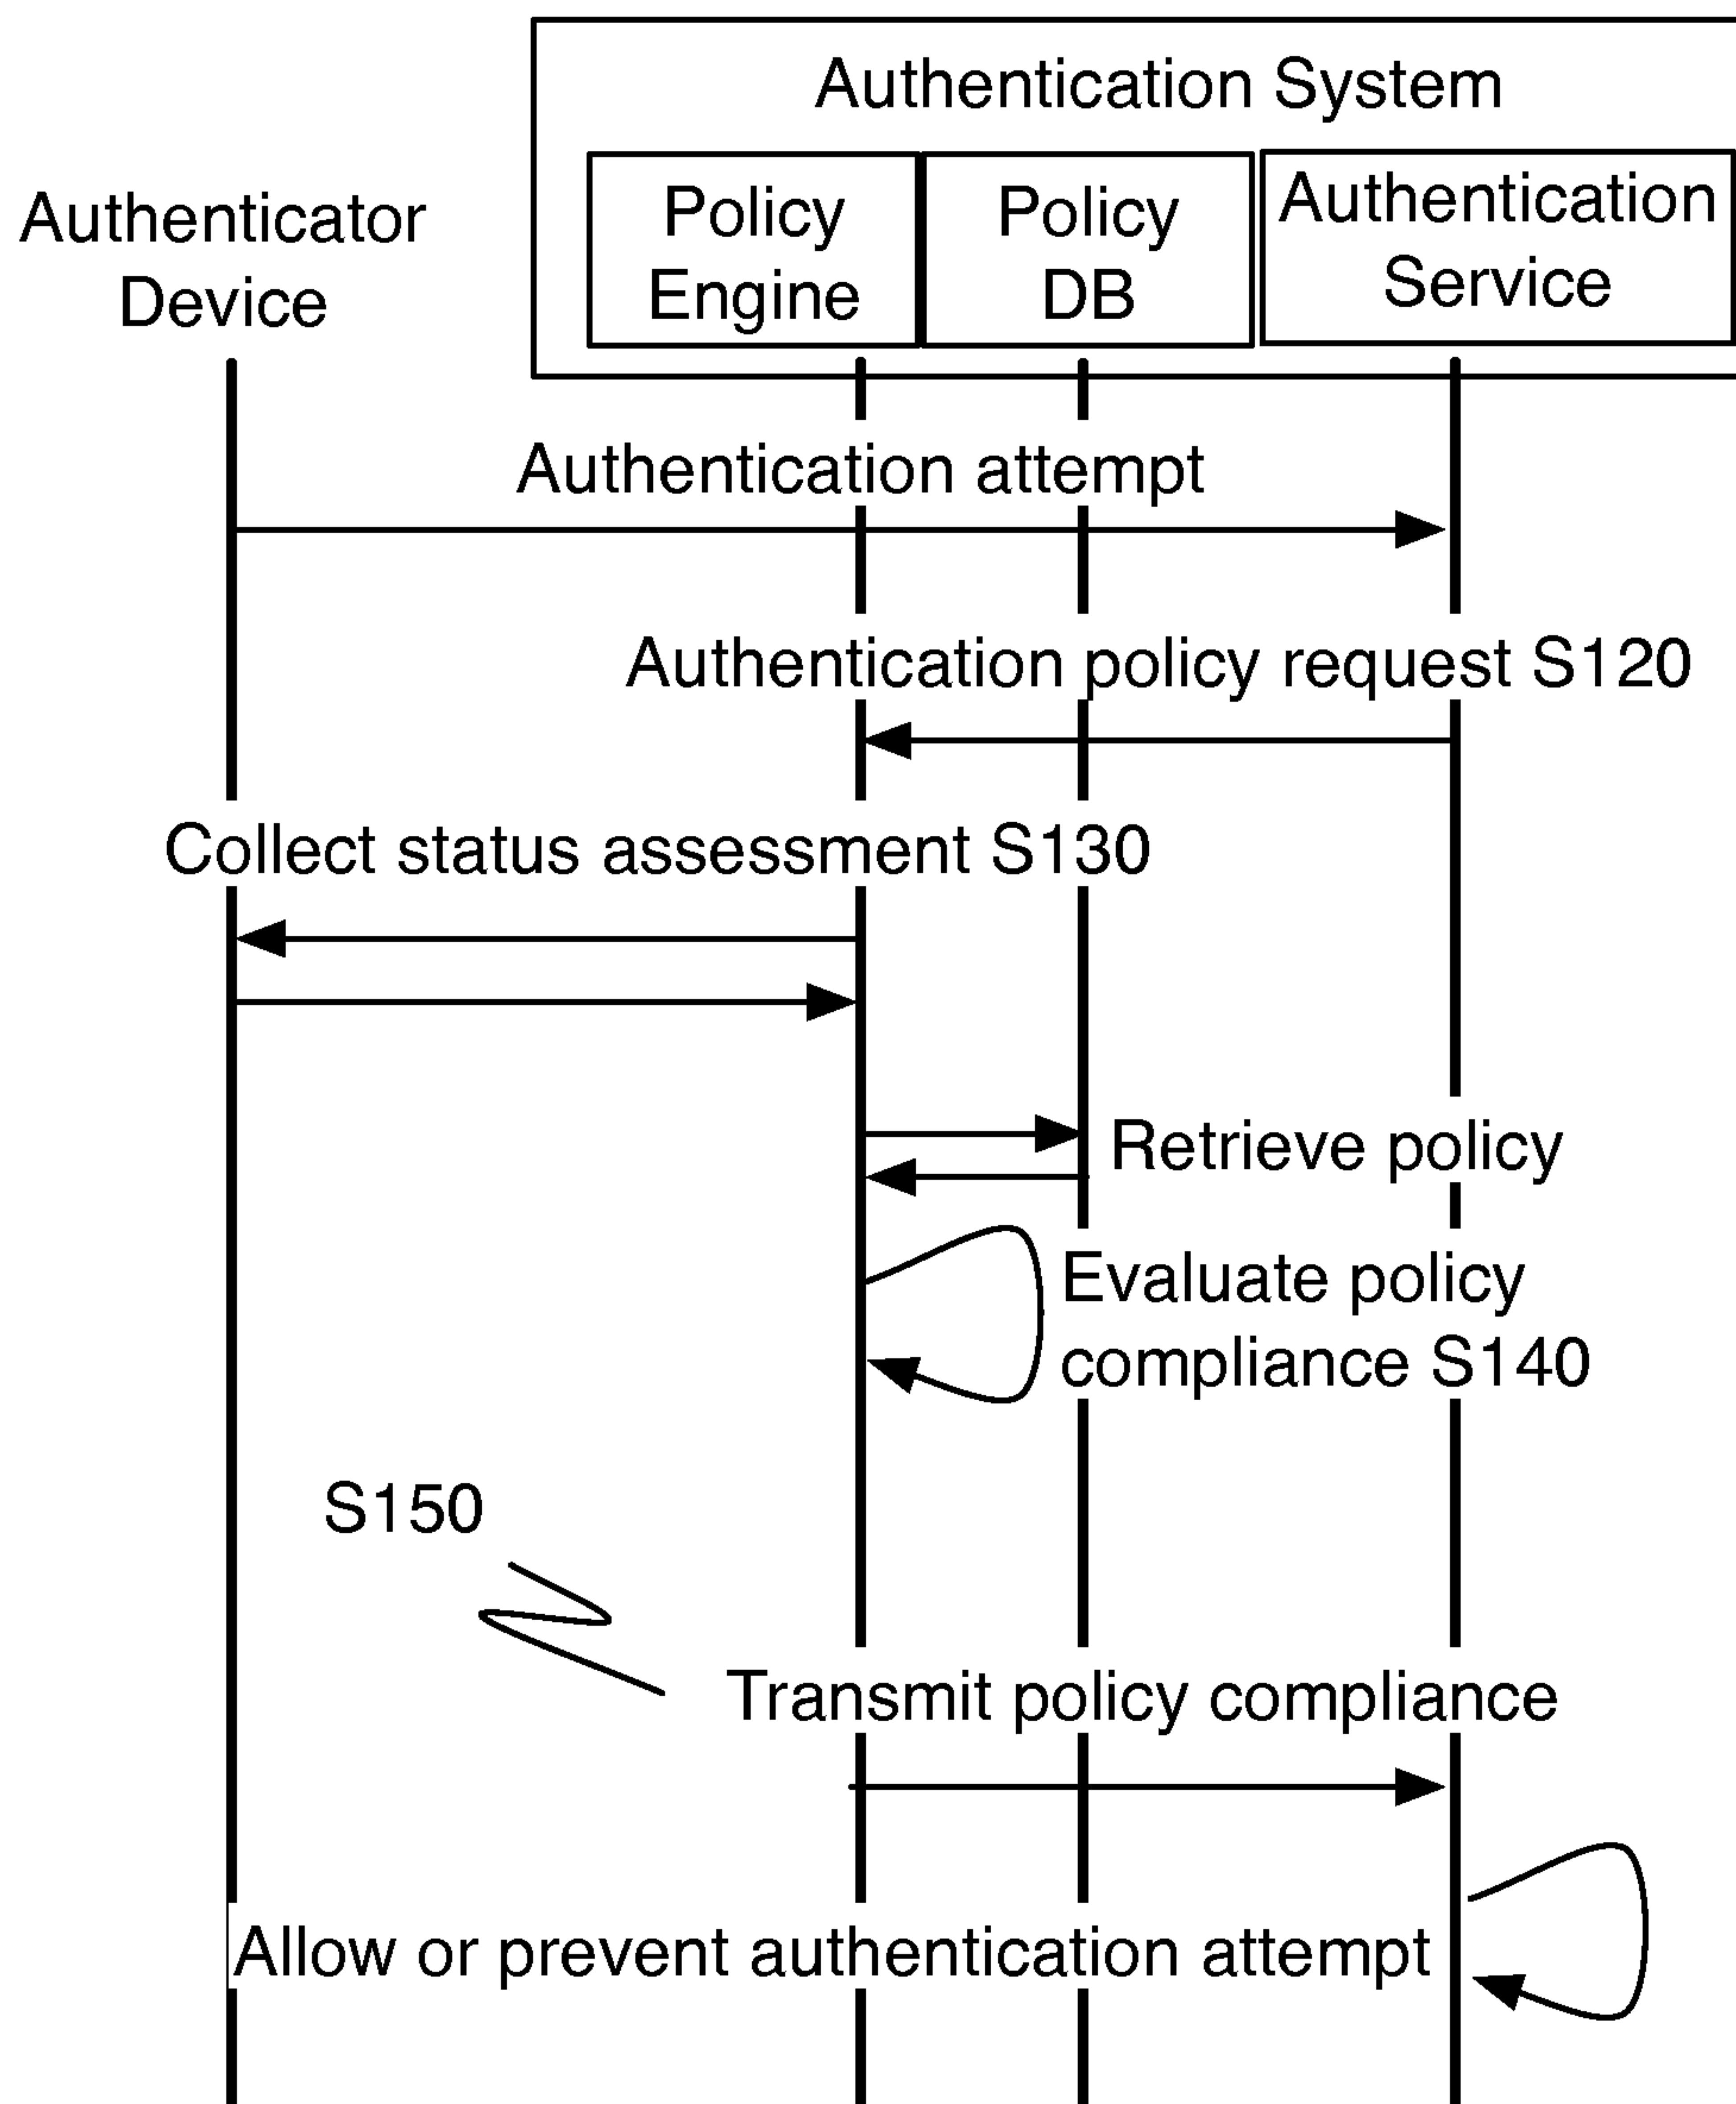 Authentication System
Authenticator
Device
Policy
Engine
Policy
DB
Authentication
Service
Authentication attempt
Authentication policy request S120
Collect status assessment S130
Retrieve policy
Evaluate policy
compliance S140
S150
Transmit policy compliance
Allow or prevent authentication attempt